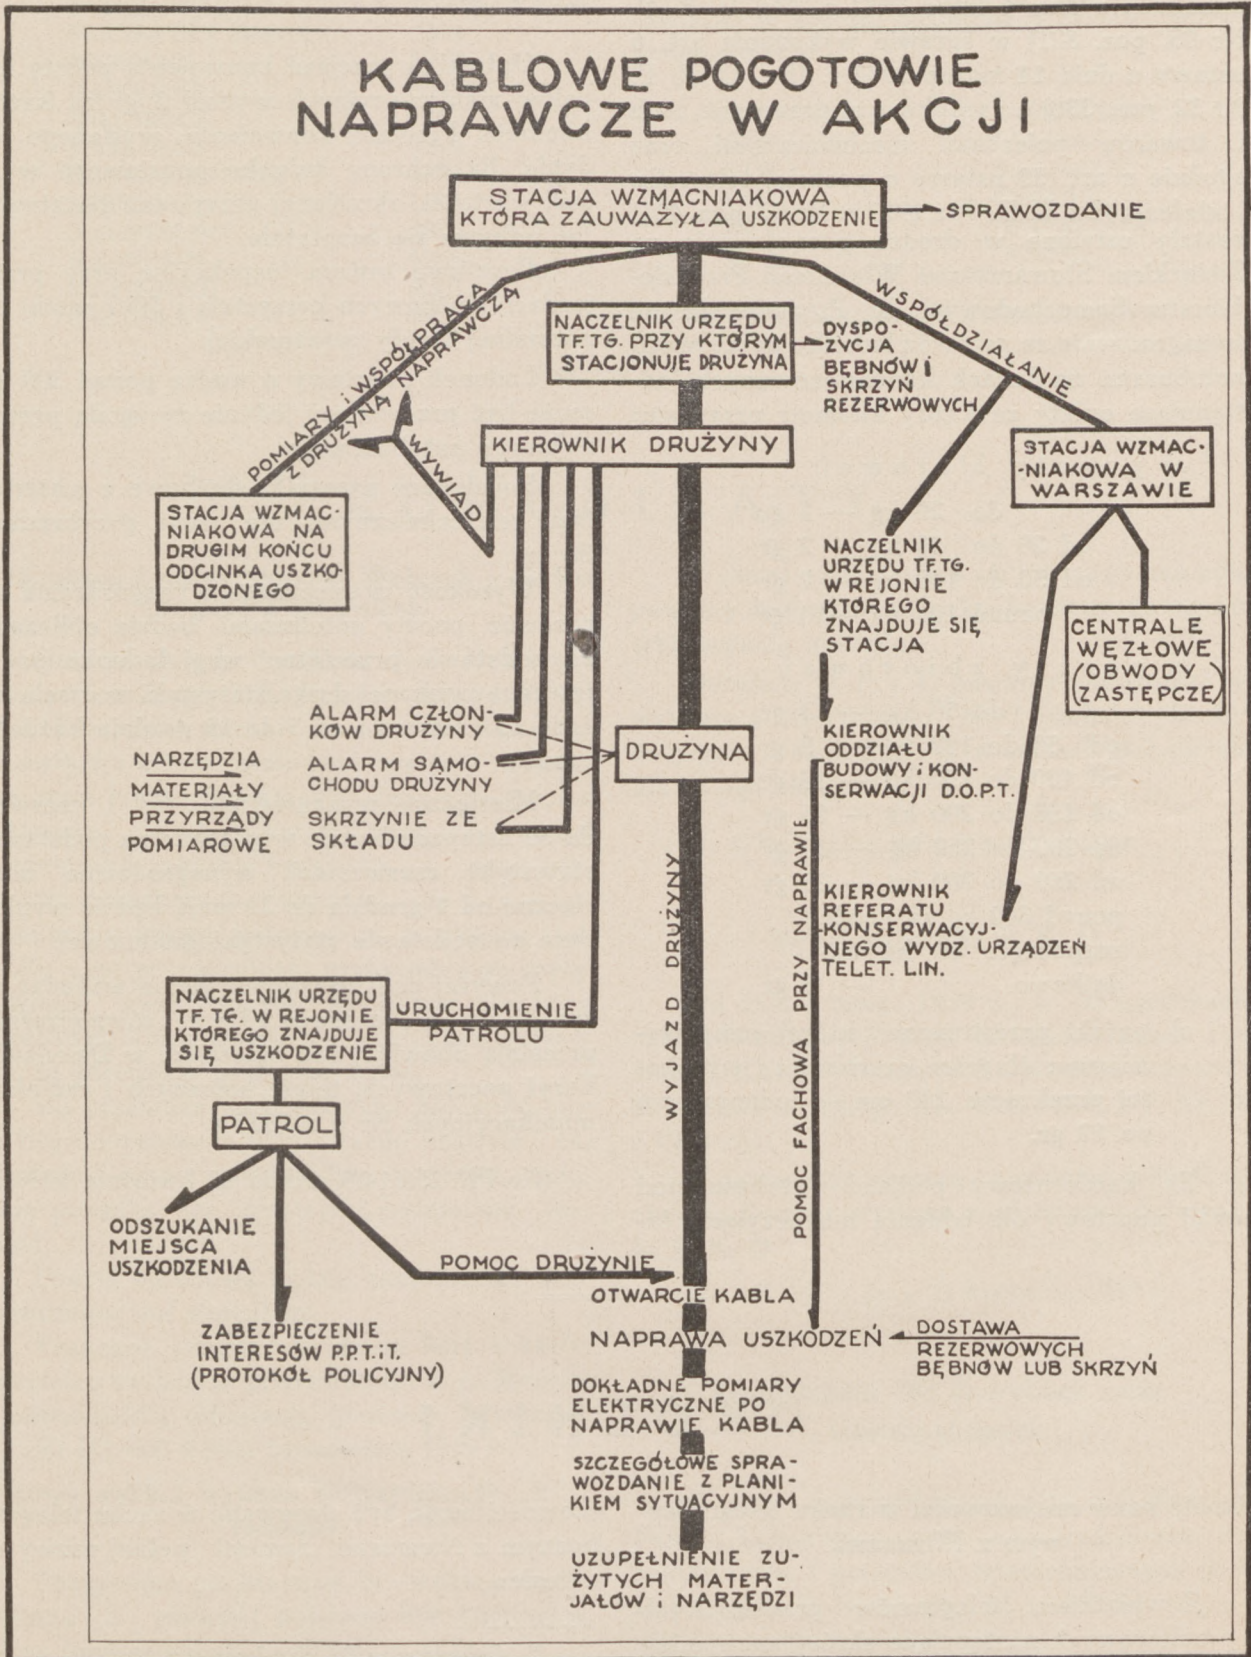 KABLOWE POGOTOWIE
NAPRAWCZE W AKCJI
STACJA WZMACNIAKOWA
KTÓRA ZAUWAŻYŁA USZKODZENIE
SPRAWOZDANIE
POMIARY i WSPÓŁPRACA
Z DRUŻYNĄ NAPRAWCZĄ
NACZELNIK URZĘDU
TF.TG. PRZY KTÓRYM
STACJONUJE DRUŻYNA
DYSPO-
ZYCJA
BĘBNÓW i
SKRZYŃ
REZERWOWYCH
WSPÓŁDZIAŁANIE
KIEROWNIK DRUŻYNY
WYWIAD
STACJA WZMAC-
-NIAKOWA W
WARSZAWIE
STACJA WZMAC-
NIAKOWA NA
DRUGIM KOŃCU
ODCINKA USZKO-
DZONEGO
NACZELNIK
URZĘDU TF.TG.
W REJONIE
KTÓREGO
ZNAJDUJE SIĘ
STACJA
CENTRALE
WĘZŁOWE
(OBWODY
ZASTĘPCZE)
ALARM CZŁON-
KÓW DRUŻYNY
ALARM SAMO-
CHODU DRUŻYNY
SKRZYNIE ZE
SKŁADU
NARZĘDZIA
MATERJAŁY
PRZYRZĄDY
POMIAROWE
DRUŻYNA
KIEROWNIK
ODDZIAŁU
BUDOWY i KON-
SERWACJI D.O.P.T.
WYJAZD DRUŻYNY
POMOC FACHOWA PRZY NAPRAWIE
KIEROWNIK
REFERATU
KONSERWACYJ-
NEGO WYDZ. URZĄDZEŃ
TELET. LIN.
NACZELNIK URZĘDU
TF.TG. W REJONIE
KTÓREGO ZNAJDUJE
SIĘ USZKODZENIE
URUCHOMIENIE
PATROLU
PATROL
ODSZUKANIE
MIEJSCA
USZKODZENIA
POMOC DRUŻYNIE
ZABEZPIECZENIE
INTERESÓW P.P.T.iT.
(PROTOKÓŁ POLICYJNY)
OTWARCIE KABLA
NAPRAWA USZKODZEŃ
DOSTAWA
REZERWOWYCH
BĘBNÓW LUB SKRZYŃ
DOKŁADNE POMIARY
ELEKTRYCZNE PO
NAPRAWIE KABLA
SZCZEGÓŁOWE SPRA-
WOZDANIE Z PLANI-
KIEM SYTUACYJNYM
UZUPEŁNIENIE ZU-
ŻYTYCH MATER-
JAŁÓW i NARZĘDZI